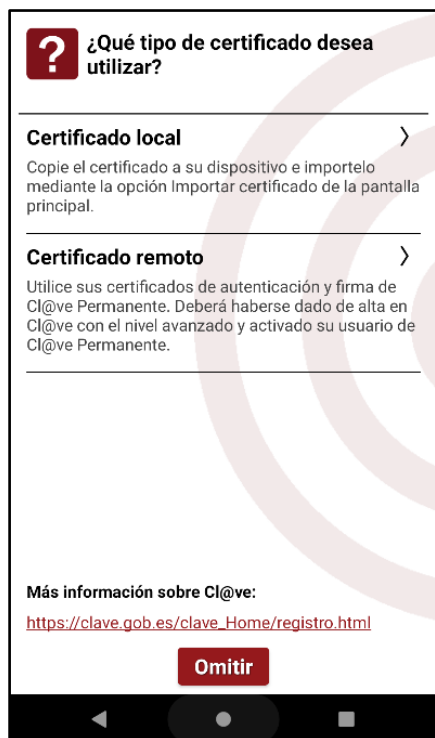 ¿Qué tipo de certificado desea
utilizar?
Certificado local
Copie el certificado a su dispositivo e importelo
mediante la opción Importar certificado de la pantalla
principal.
Certificado remoto
Utilice sus certificados de autenticación y firma de
Cl@ve Permanente. Deberá haberse dado de alta en
Cl@ve con el nivel avanzado y activado su usuario de
Cl@ve Permanente.
Más información sobre Cl@ve:
https://clave.gob.es/clave_Home/registro.html
Omitir